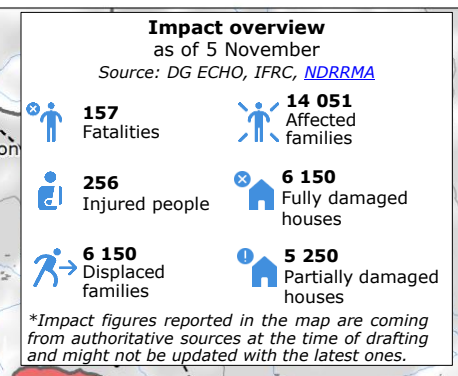 Impact overview
as of 5 November
Source: DG ECHO, IFRC, NDRRMA
157
Fatalities
14 051
Affected
families
256
Injured people
6 150
Fully damaged
houses
6 150
Displaced
families
5 250
Partially damaged
houses
*Impact figures reported in the map are coming
from authoritative sources at the time of drafting
and might not be updated with the latest ones.